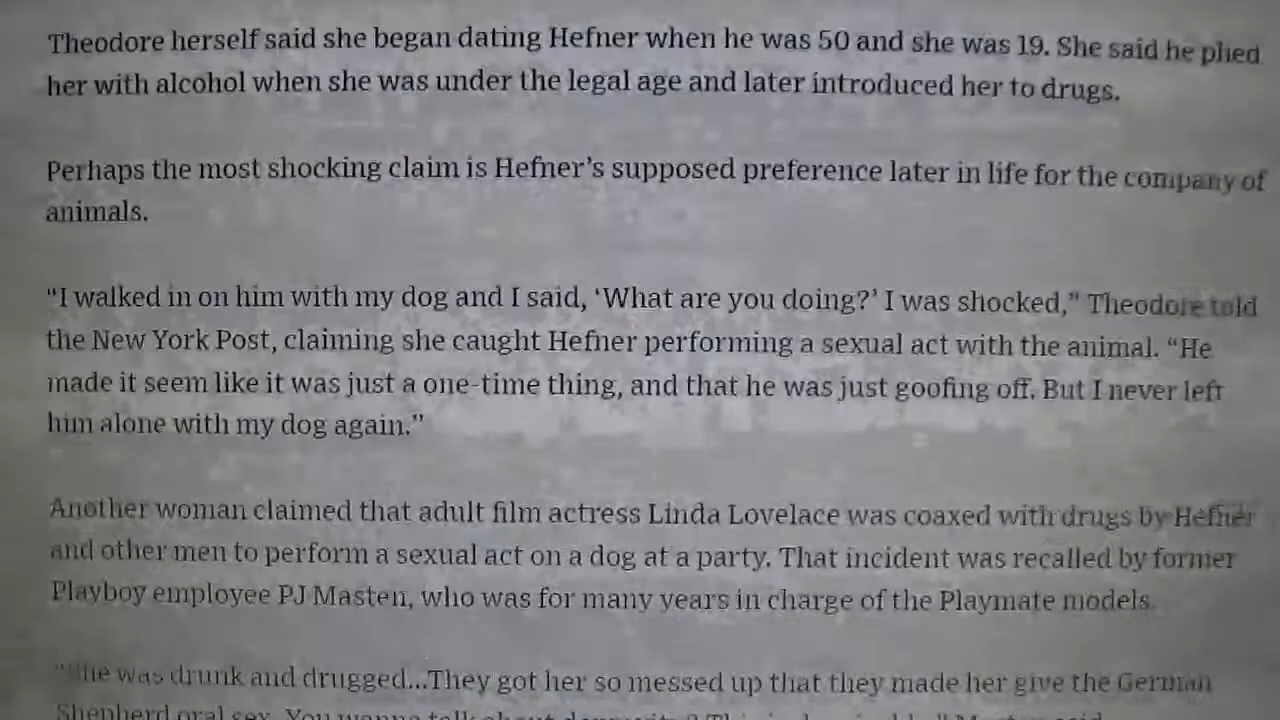 Theodore herself said she began dating Hefner when he was 50 and she was 19. She said he plied
her with alcohol when she was under the legal age and later introduced her to drugs.
Perhaps the most shocking claim is Hefner’s supposed preference later in life for the company of
animals.
“I walked in on him with my dog and I said, ‘What are you doing?’ I was shocked,” Theodore told
the New York Post, claiming she caught Hefner performing a sexual act with the animal. “He
made it seem like it was just a one-time thing, and that he was just goofing off. But I never left
him alone with my dog again.”
Another woman claimed that adult film actress Linda Lovelace was coaxed with drugs by Hefner
and other men to perform a sexual act on a dog at a party. That incident was recalled by former
Playboy employee PJ Masten, who was for many years in charge of the Playmate models.
“She was drunk and drugged...They got her so messed up that they made her give the German
Shepherd oral sex. You wanna talk about